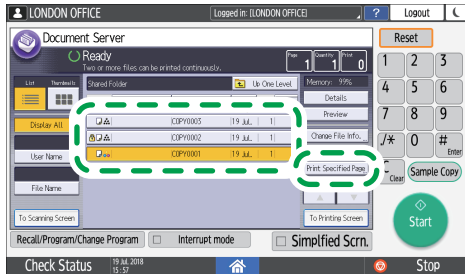 LONDON OFFICE
Logged in: [LONDON OFFICE]
?
Logout
Document Server
Ready
Two or more files can be printed continuously.
Page
1
Quantity
1
Print
0
List
Thumbnails
Shared Folder
Up One Level
Memory: 99%
Details
Preview
Change File Info.
Print Specified Page
Display All
User Name
File Name
COPY0003 19 JUL. 1
COPY0002 19 JUL. 1
COPY0001 19 JUL. 1
To Scanning Screen
To Printing Screen
Recall/Program/Change Program
Interrupt mode
Simplfied Scrn.
Check Status
19 Jul. 2018
15:57
Stop
Reset
1 2 3
4 5 6
7 8 9
./* 0 #
Enter
C
Clear
Sample Copy
Start